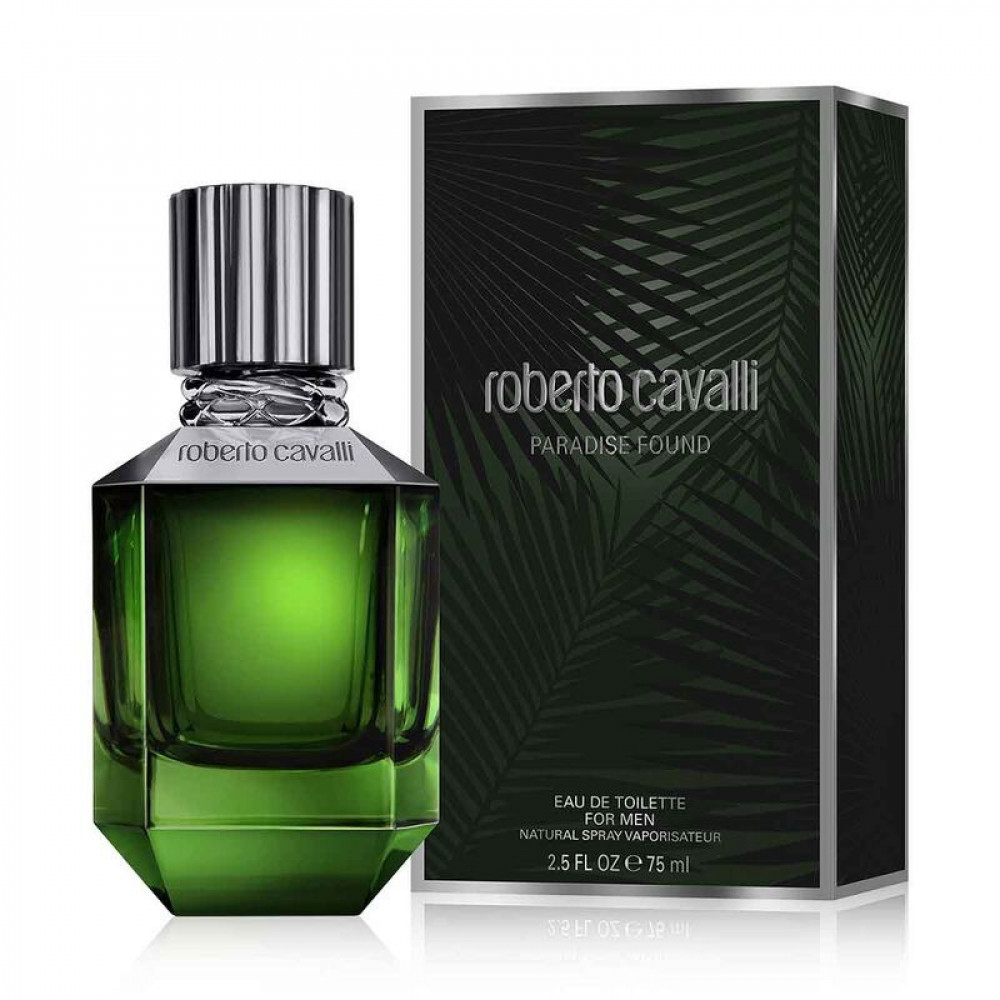 roberto cavalli
roberto cavalli
PARADISE FOUND
EAU DE TOILETTE
FOR MEN
NATURAL SPRAY VAPORISATEUR
2.5 FL OZ ℮ 75 ml